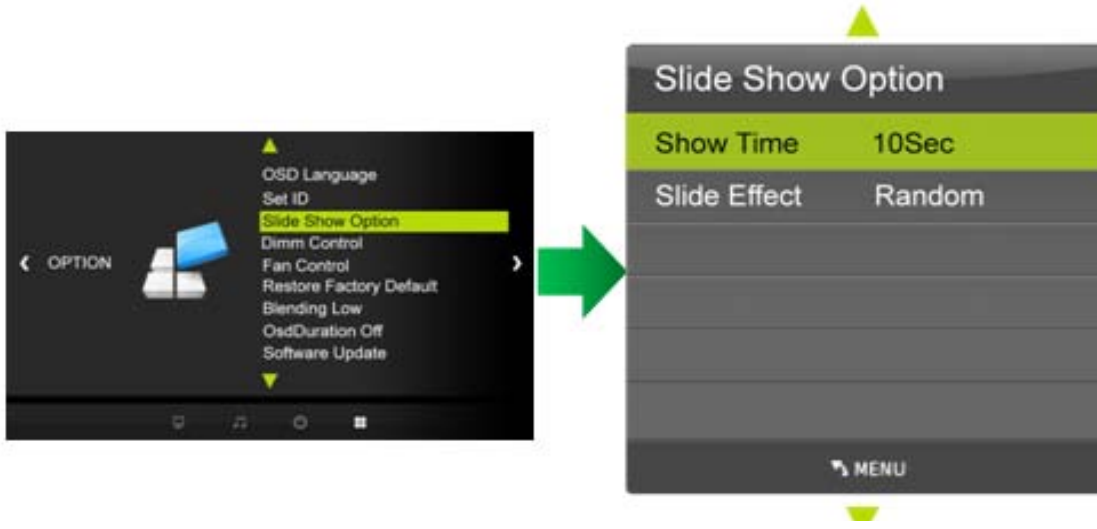 OPTION
OSD Language
Set ID
Slide Show Option
Dimm Control
Fan Control
Restore Factory Default
Blending Low
OsdDuration Off
Software Update
Slide Show Option
Show Time 10Sec
Slide Effect Random
MENU